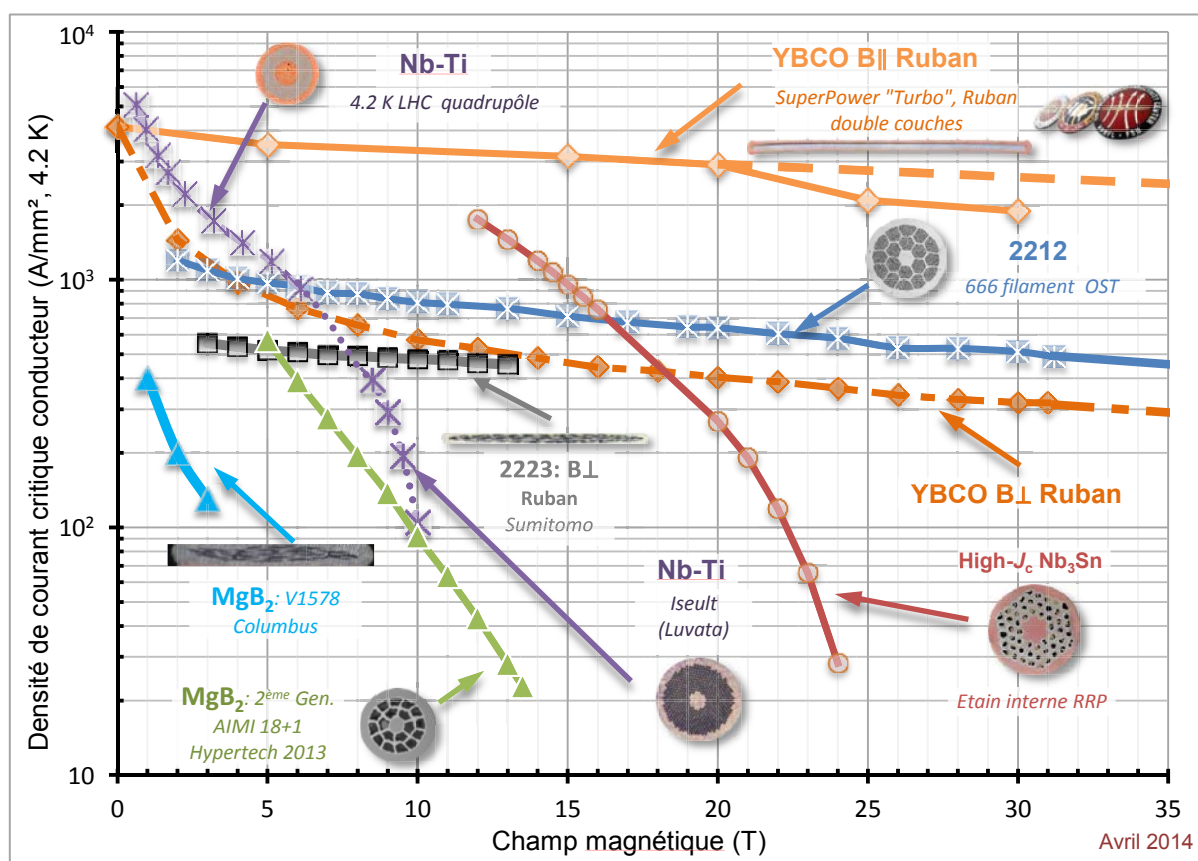 Densité de courant critique conducteur (A/mm², 4.2 K)
10⁴
10³
10²
10
Nb-Ti
4.2 K LHC quadrupôle
YBCO B∥ Ruban
SuperPower "Turbo", Ruban
double couches
2212
666 filament OST
2223: B⊥
Ruban
Sumitomo
YBCO B⊥ Ruban
MgB₂: V1578
Columbus
Nb-Ti
Iseult
(Luvata)
High-Jc Nb₃Sn
Etain interne RRP
MgB₂: 2ème Gen.
AIMI 18+1
Hypertech 2013
0 5 10 15 20 25 30 35
Champ magnétique (T)
Avril 2014